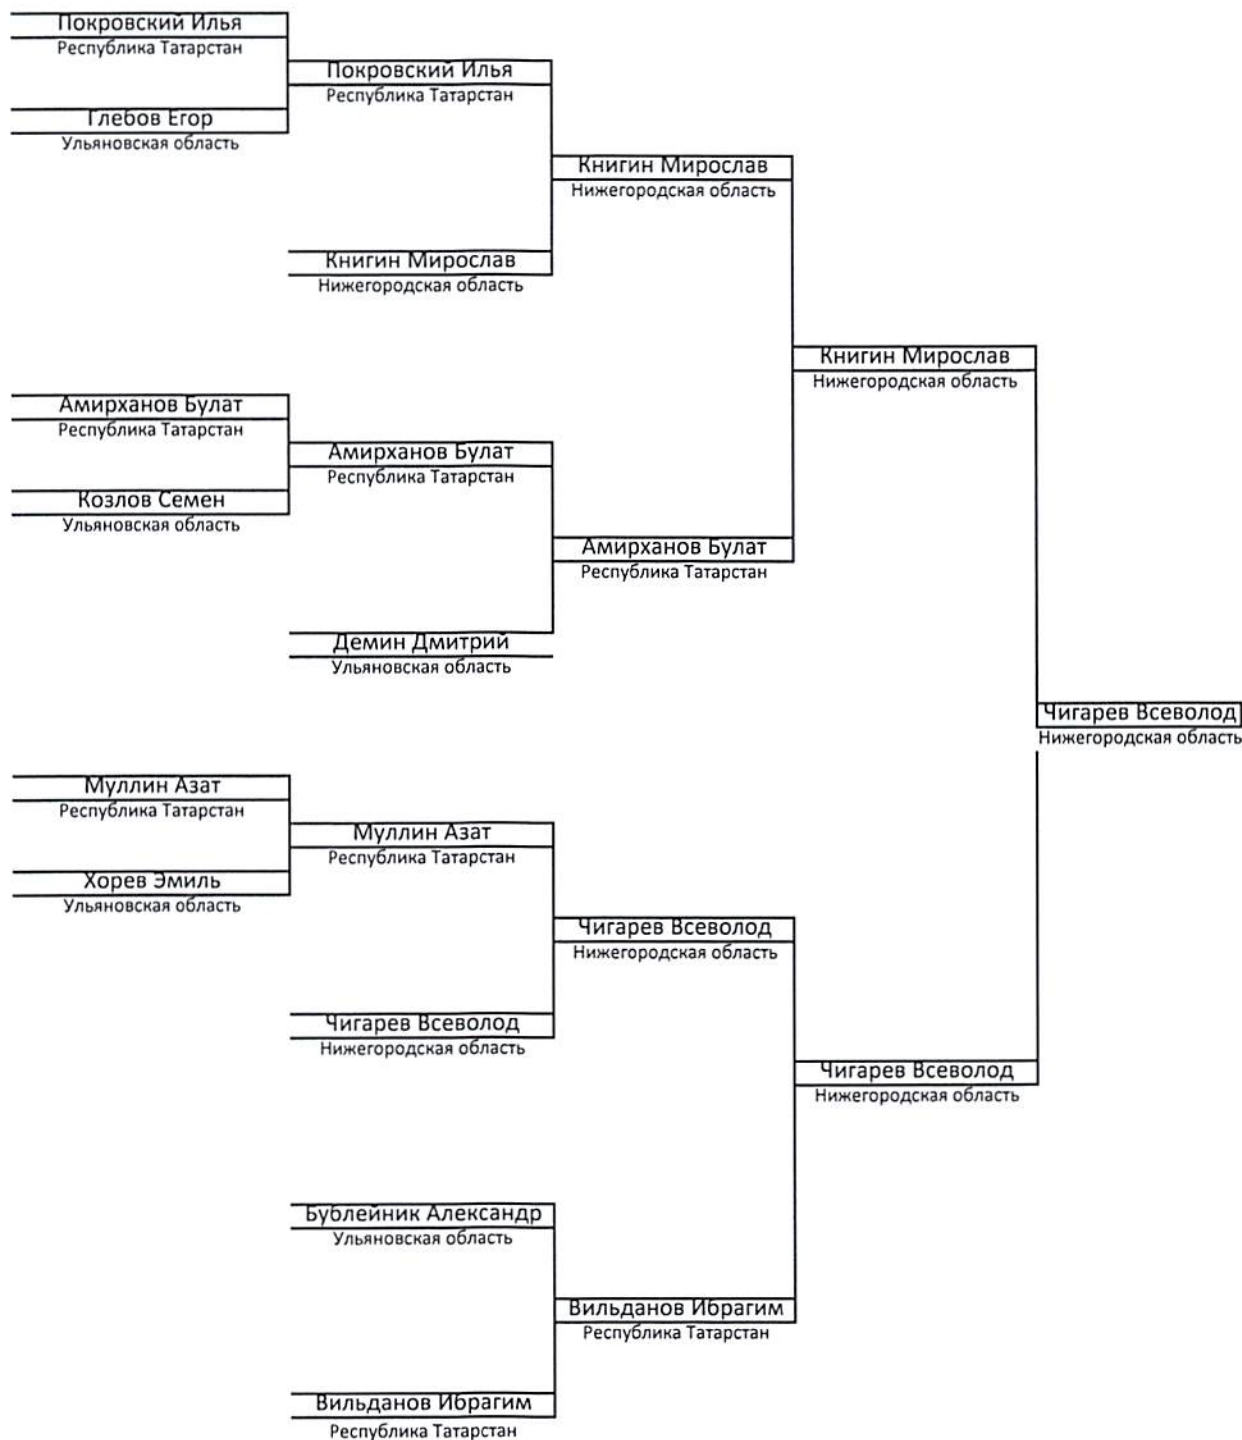 Покровский Илья
Республика Татарстан
Покровский Илья
Республика Татарстан
Глебов Егор
Ульяновская область
Книгин Мирослав
Нижегородская область
Книгин Мирослав
Нижегородская область
Книгин Мирослав
Нижегородская область
Амирханов Булат
Республика Татарстан
Амирханов Булат
Республика Татарстан
Козлов Семен
Ульяновская область
Амирханов Булат
Республика Татарстан
Демин Дмитрий
Ульяновская область
Чигарев Всеволод
Нижегородская область
Муллин Азат
Республика Татарстан
Муллин Азат
Республика Татарстан
Хорев Эмиль
Ульяновская область
Чигарев Всеволод
Нижегородская область
Чигарев Всеволод
Нижегородская область
Чигарев Всеволод
Нижегородская область
Бублейник Александр
Ульяновская область
Вильданов Ибрагим
Республика Татарстан
Вильданов Ибрагим
Республика Татарстан